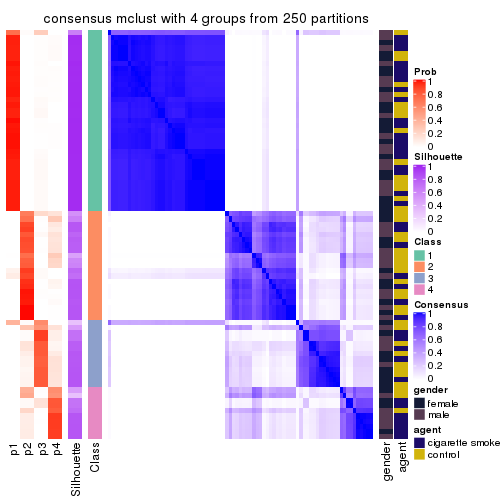 consensus mclust with 4 groups from 250 partitions
Prob
1
0.8
0.6
0.4
0.2
0
Silhouette
1
0.8
0.6
0.4
0.2
0
Class
1
2
3
4
Consensus
1
0.8
0.6
0.4
0.2
0
gender
female
male
agent
cigarette smoke
control
p1
p2
p3
p4
Silhouette
Class
gender
agent